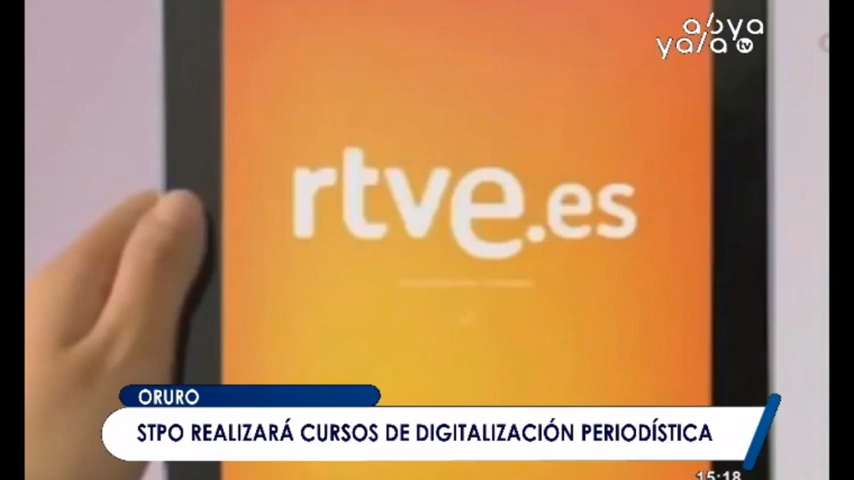 abya
yala tv
rtve.es
ORURO
STPO REALIZARÁ CURSOS DE DIGITALIZACIÓN PERIODÍSTICA
15:18